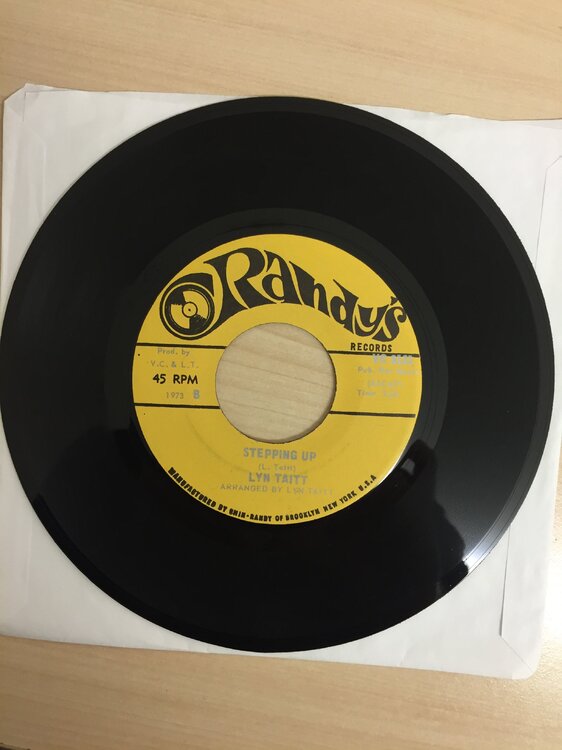 Randy's
RECORDS
Prod. by
V.C. & L.T.
45 RPM
1973 B
STEPPING UP
(L. Taitt)
LYN TAITT
ARRANGED BY LYN TAITT
MANUFACTURED BY CHIN-RANDY OF BROOKLYN NEW YORK U.S.A